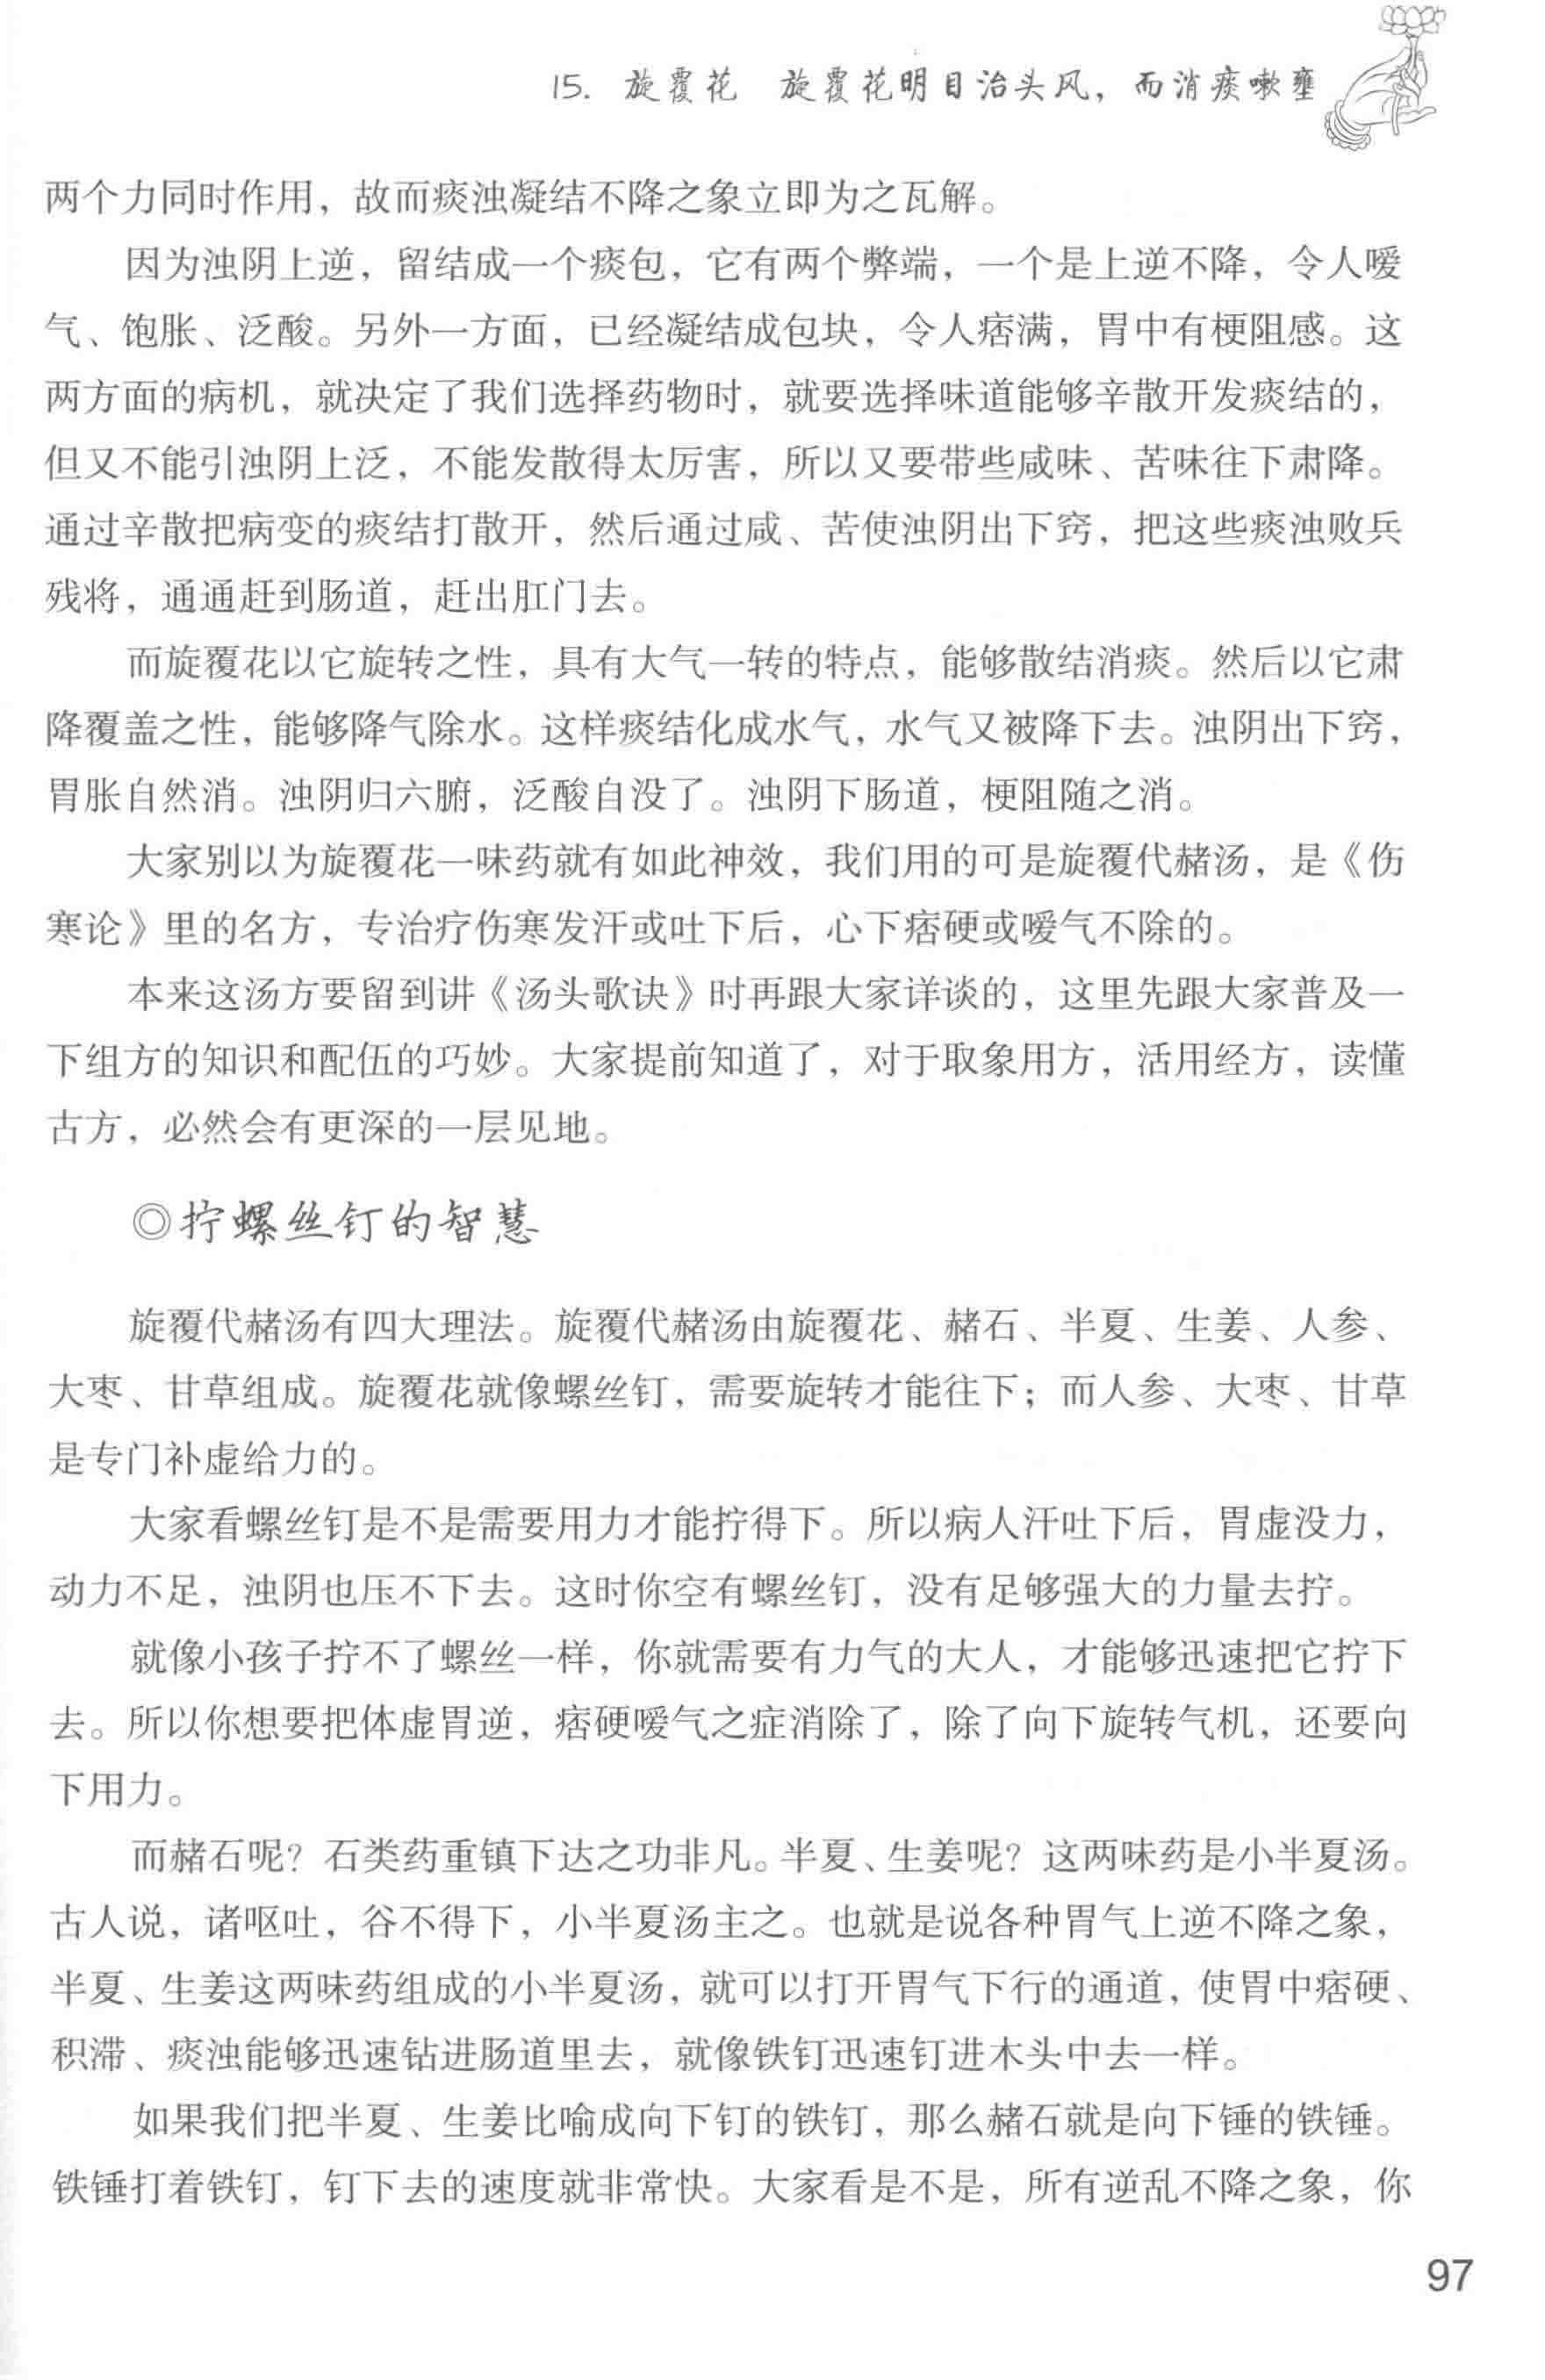 15. 旋覆花 旋覆花明目治头风，而消痰嗽壅
两个力同时作用，故而痰浊凝结不降之象立即为之瓦解。
因为浊阴上逆，留结成一个痰包，它有两个弊端，一个是上逆不降，令人嗳
气、饱胀、泛酸。另外一方面，已经凝结成包块，令人痞满，胃中有梗阻感。这
两方面的病机，就决定了我们选择药物时，就要选择味道能够辛散开发痰结的，
但又不能引浊阴上泛，不能发散得太厉害，所以又要带些咸味、苦味往下肃降。
通过辛散把病变的痰结打散开，然后通过咸、苦使浊阴出下窍，把这些痰浊败兵
残将，通通赶到肠道，赶出肛门去。
而旋覆花以它旋转之性，具有大气一转的特点，能够散结消痰。然后以它肃
降覆盖之性，能够降气除水。这样痰结化成水气，水气又被降下去。浊阴出下窍，
胃胀自然消。浊阴归六腑，泛酸自没了。浊阴下肠道，梗阻随之消。
大家别以为旋覆花一味药就有如此神效，我们用的可是旋覆代赭汤，是《伤
寒论》里的名方，专治疗伤寒发汗或吐下后，心下痞硬或嗳气不除的。
本来这汤方要留到讲《汤头歌诀》时再跟大家详谈的，这里先跟大家普及一
下组方的知识和配伍的巧妙。大家提前知道了，对于取象用方，活用经方，读懂
古方，必然会有更深的一层见地。
◎拧螺丝钉的智慧
旋覆代赭汤有四大理法。旋覆代赭汤由旋覆花、赭石、半夏、生姜、人参、
大枣、甘草组成。旋覆花就像螺丝钉，需要旋转才能往下；而人参、大枣、甘草
是专门补虚给力的。
大家看螺丝钉是不是需要用力才能拧得下。所以病人汗吐下后，胃虚没力，
动力不足，浊阴也压不下去。这时你空有螺丝钉，没有足够强大的力量去拧。
就像小孩子拧不了螺丝一样，你就需要有力气的大人，才能够迅速把它拧下
去。所以你想要把体虚胃逆，痞硬嗳气之症消除了，除了向下旋转气机，还要向
下用力。
而赭石呢？石类药重镇下达之功非凡。半夏、生姜呢？这两味药是小半夏汤。
古人说，诸呕吐，谷不得下，小半夏汤主之。也就是说各种胃气上逆不降之象，
半夏、生姜这两味药组成的小半夏汤，就可以打开胃气下行的通道，使胃中痞硬、
积滞、痰浊能够迅速钻进肠道里去，就像铁钉迅速钉进木头中去一样。
如果我们把半夏、生姜比喻成向下钉的铁钉，那么赭石就是向下锤的铁锤。
铁锤打着铁钉，钉下去的速度就非常快。大家看是不是，所有逆乱不降之象，你
97